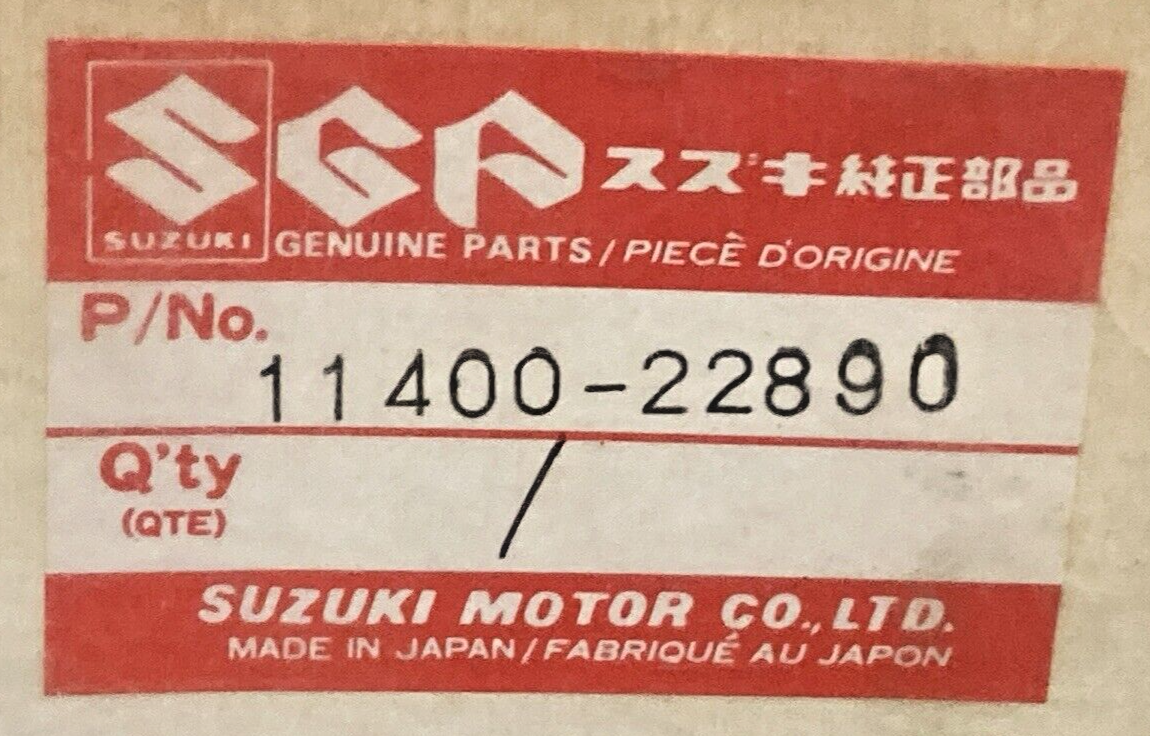 SGP スズキ純正部品
SUZUKI GENUINE PARTS / PIECÈ D'ORIGINE
P/No.
11400-22890
Q'ty
(QTE)
/
SUZUKI MOTOR CO., LTD.
MADE IN JAPAN / FABRIQUÉ AU JAPON